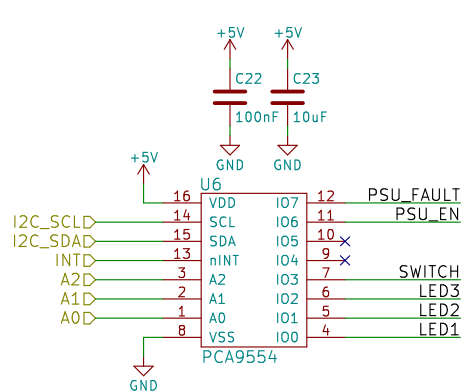 +5V +5V
C22 C23
100nF 10uF
GND GND
+5V
U6
16 VDD IO7 12 PSU_FAULT
I2C_SCL 14 SCL IO6 11 PSU_EN
I2C_SDA 15 SDA IO5 10
INT 13 nINT IO4 9
A2 3 A2 IO3 7 SWITCH
A1 2 A1 IO2 6 LED3
A0 1 A0 IO1 5 LED2
8 VSS IO0 4 LED1
PCA9554
GND